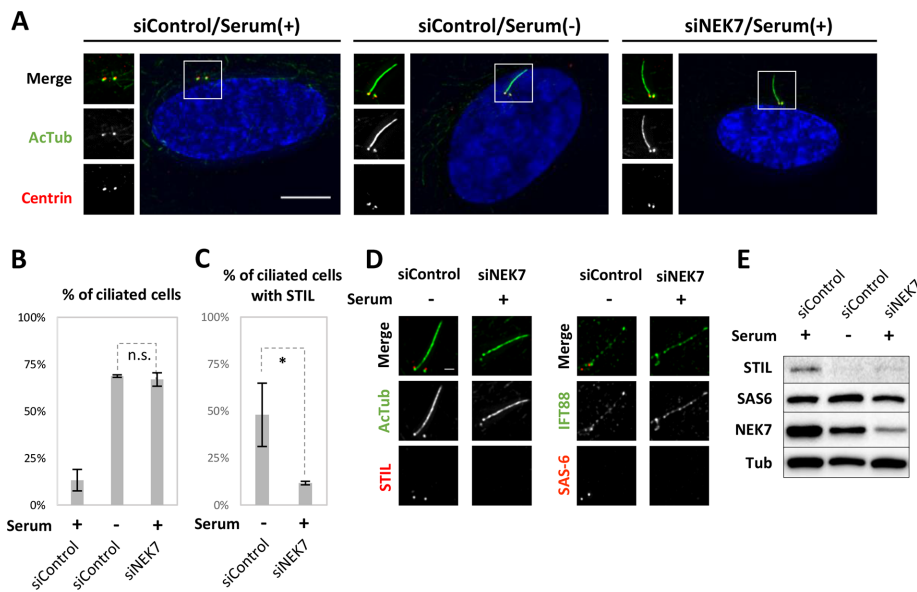 A
siControl/Serum(+)
siControl/Serum(-)
siNEK7/Serum(+)
Merge
AcTub
Centrin
B
% of ciliated cells
100%
75%
50%
25%
0%
n.s.
Serum + - +
siControl
siControl
siNEK7
C
% of ciliated cells
with STIL
100%
75%
50%
25%
0%
*
Serum - +
siControl
siNEK7
D
siControl siNEK7
Serum - +
Merge
AcTub
STIL
siControl siNEK7
- +
Merge
IFT88
SAS-6
E
siControl
siControl
siNEK7
Serum + - +
STIL
SAS6
NEK7
Tub